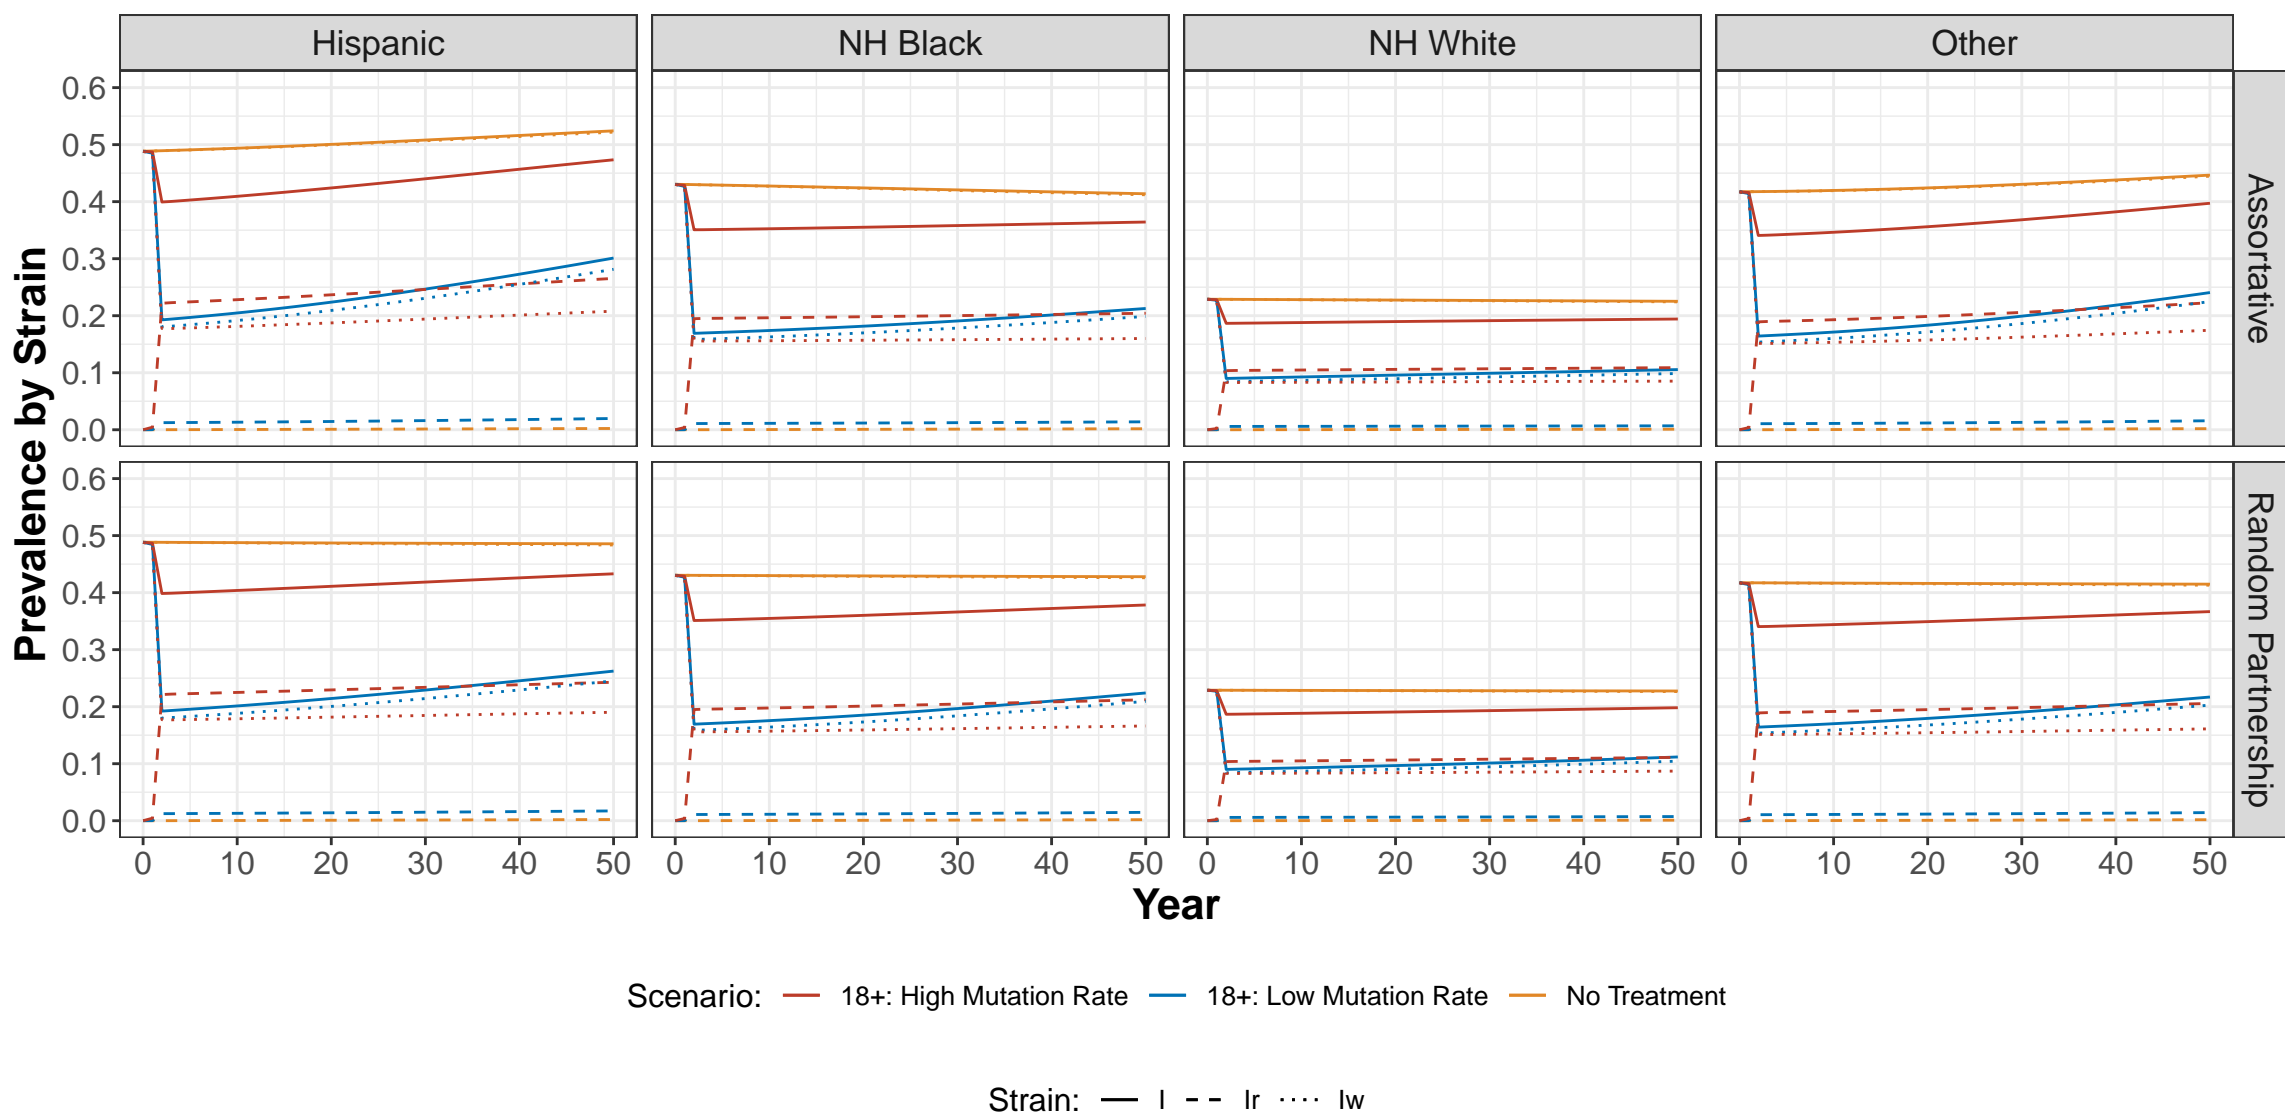 Hispanic NH Black NH White Other
Prevalence by Strain
0.6
0.5
0.4
0.3
0.2
0.1
0.0
Assortative
0.6
0.5
0.4
0.3
0.2
0.1
0.0
Random Partnership
0 10 20 30 40 50 0 10 20 30 40 50 0 10 20 30 40 50 0 10 20 30 40 50
Year
Scenario: 18+: High Mutation Rate 18+: Low Mutation Rate No Treatment
Strain: I Ir Iw